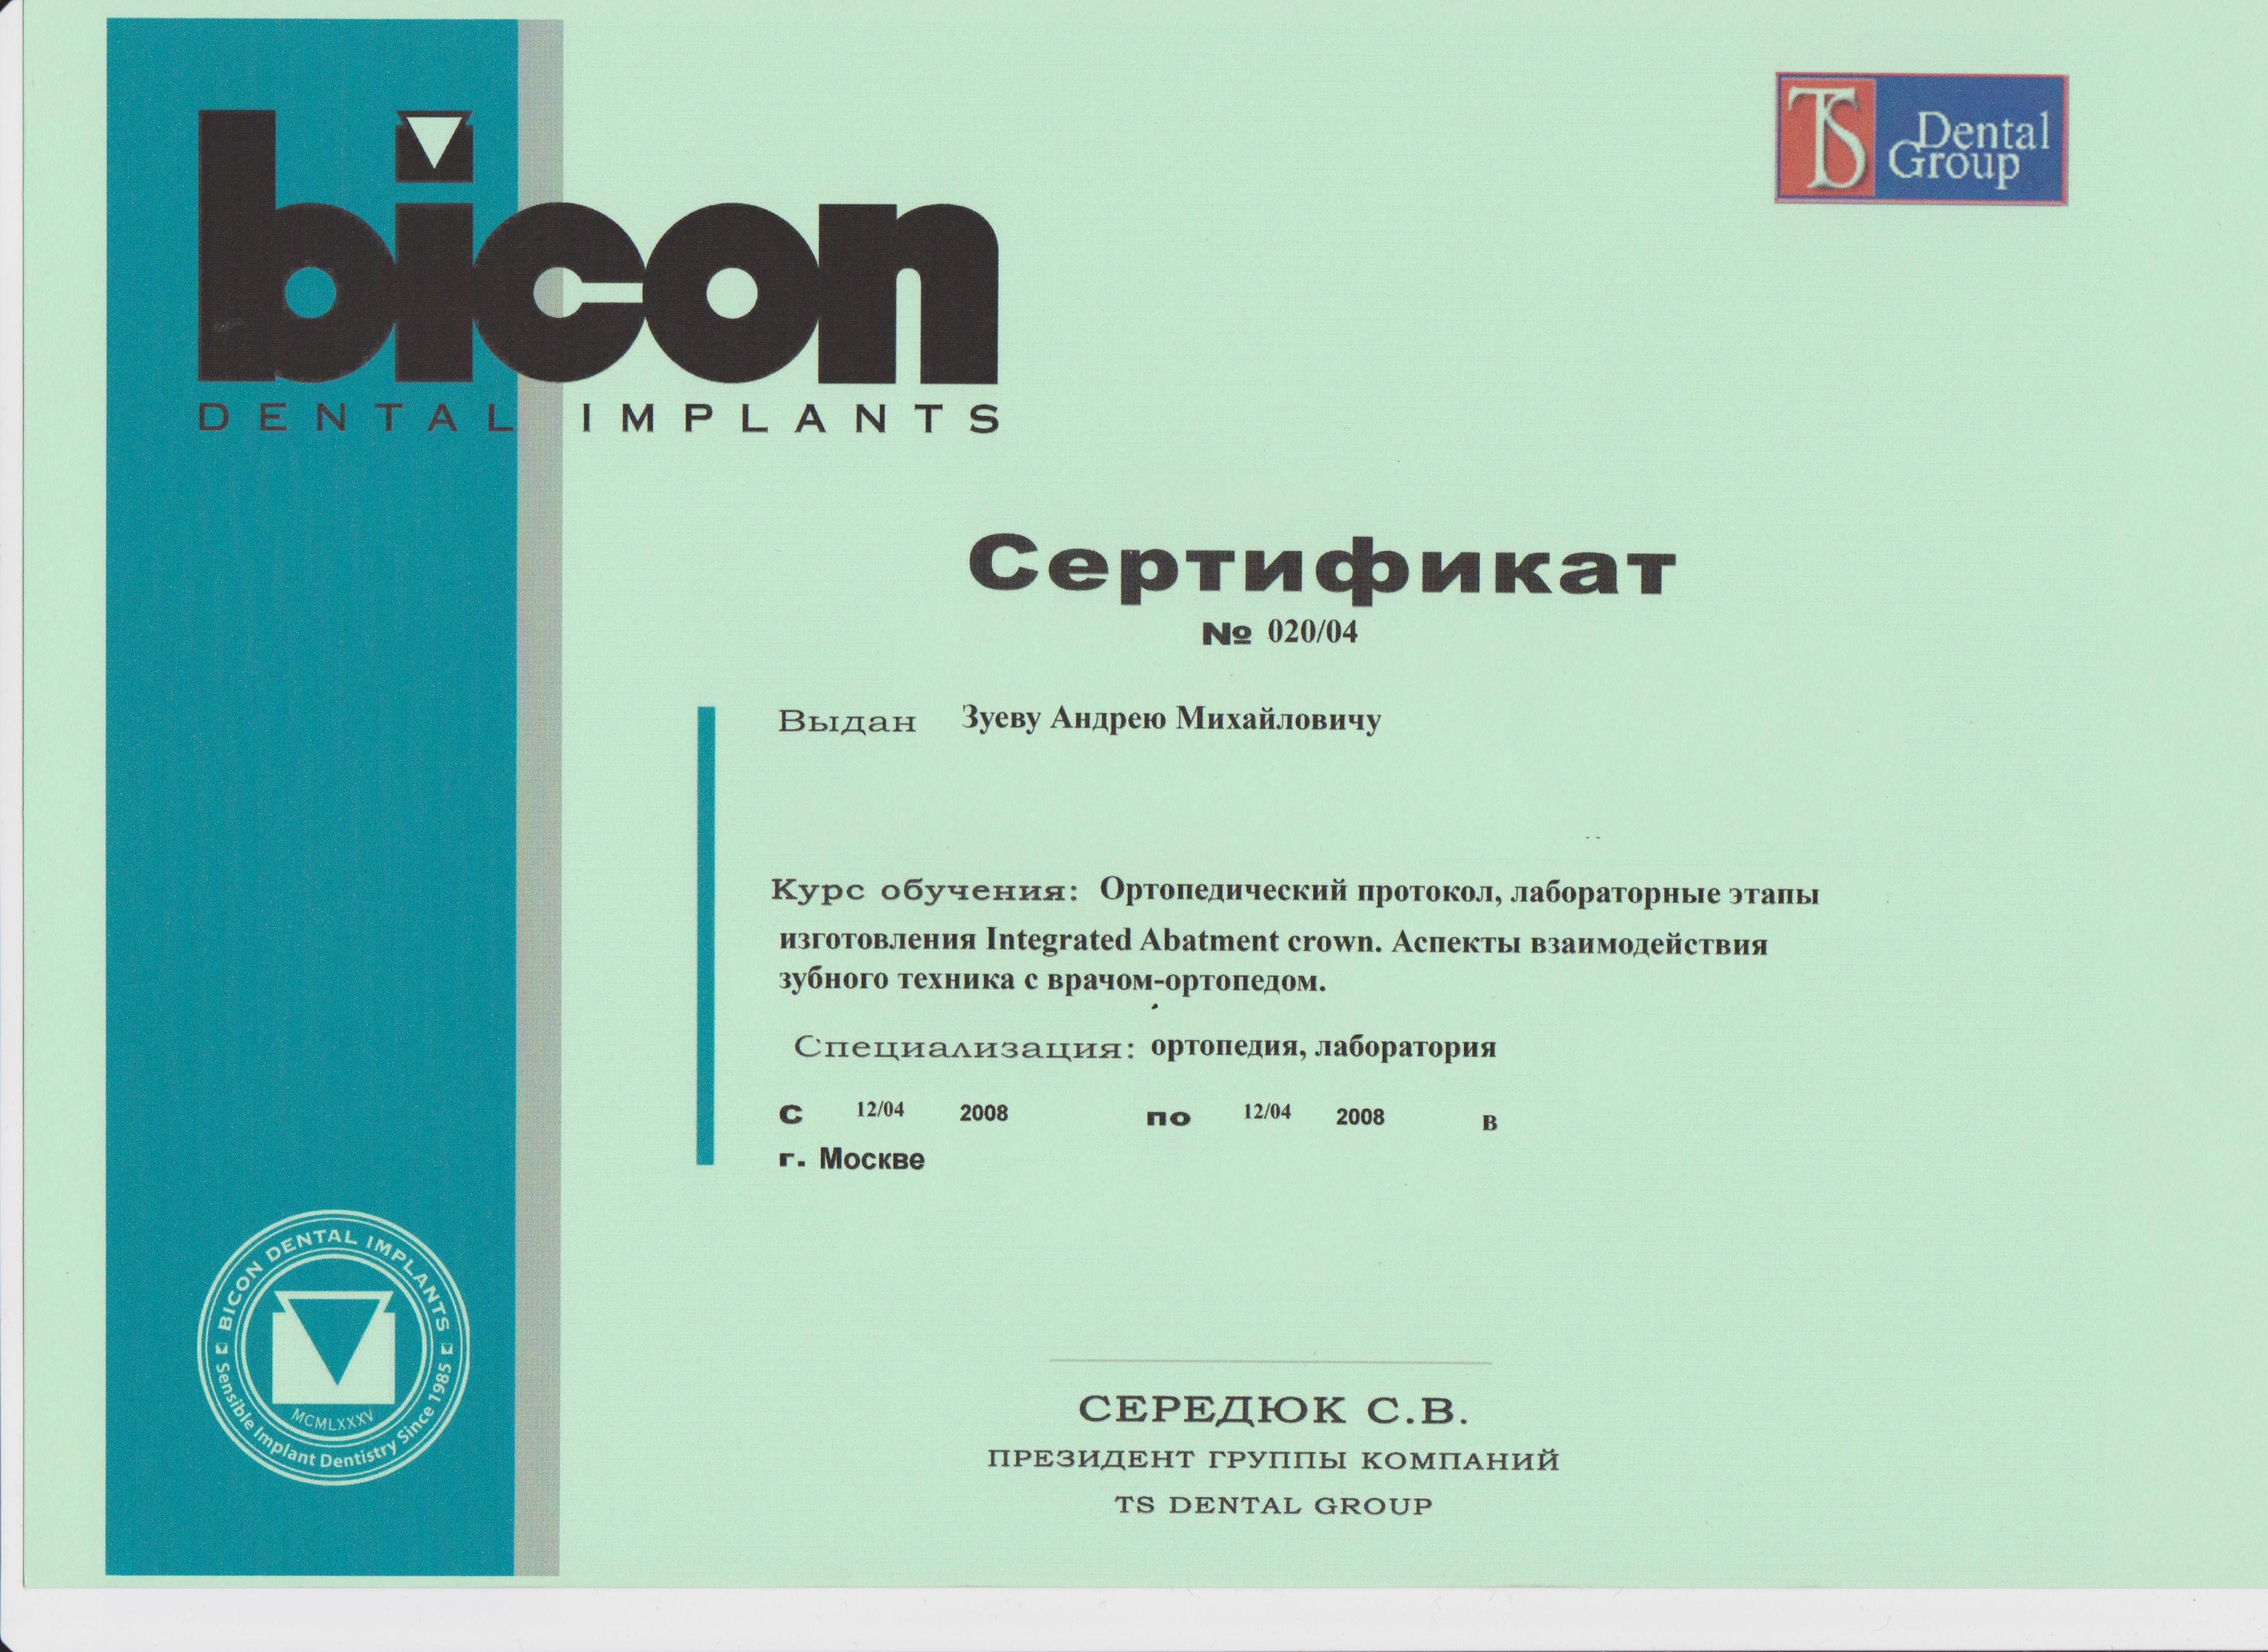 bicon
DENTAL IMPLANTS
TS Dental Group
Сертификат
№ 020/04
Выдан Зуеву Андрею Михайловичу
Курс обучения: Ортопедический протокол, лабораторные этапы
изготовления Integrated Abatment crown. Аспекты взаимодействия
зубного техника с врачом-ортопедом.
Специализация: ортопедия, лаборатория
С 12/04 2008 по 12/04 2008 в
г. Москве
BICON DENTAL IMPLANTS
MCMLXXXV
Sensible Implant Dentistry Since 1985
СЕРЕДЮК С.В.
ПРЕЗИДЕНТ ГРУППЫ КОМПАНИЙ
TS DENTAL GROUP